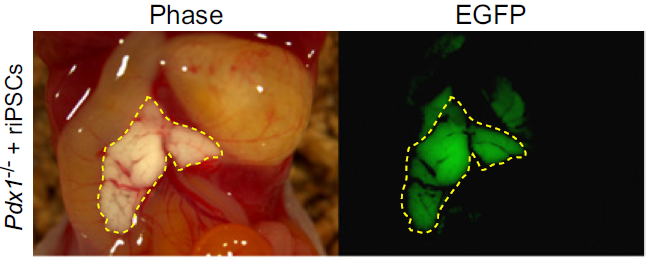 Phase
EGFP
Pdx1-/- + riPSCs